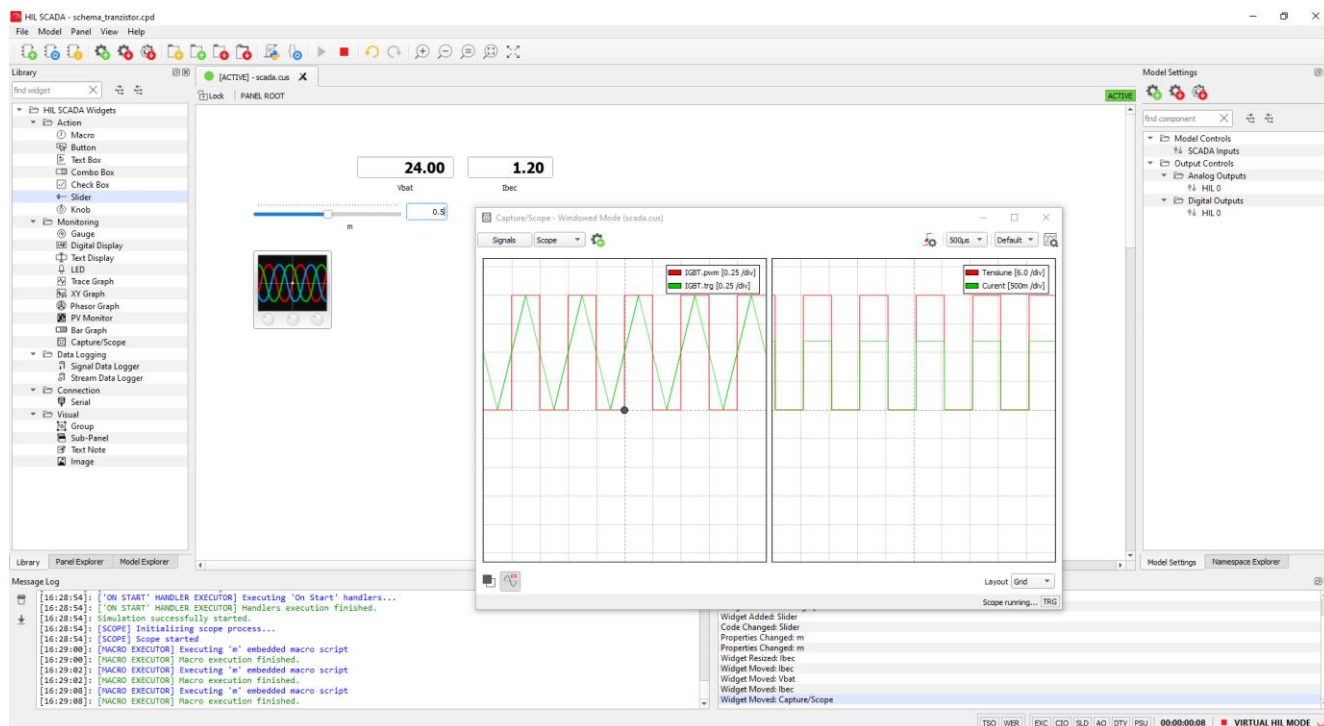 HIL SCADA - schema_tranzistor.cpd
File Model Panel View Help
Library
find widget
HIL SCADA Widgets
Action
Macro
Button
Text Box
Combo Box
Check Box
Slider
Knob
Monitoring
Gauge
Digital Display
Text Display
LED
Trace Graph
XY Graph
Phasor Graph
PV Monitor
Bar Graph
Capture/Scope
Data Logging
Signal Data Logger
Stream Data Logger
Connection
Serial
Visual
Group
Sub-Panel
Text Note
Image
Library Panel Explorer Model Explorer
[ACTIVE] - scada.cus
Lock PANEL ROOT ACTIVE
24.00 1.20
Vbat Ibec
0.5
m
Capture/Scope - Windowed Mode (scada.cus)
Signals Scope 500µs Default
IGBT.pwm [0.25 /div]
IGBT.trg [0.25 /div]
Tensiune [6.0 /div]
Curent [500m /div]
Layout Grid
Scope running... TRG
Model Settings
find component
Model Controls
SCADA Inputs
Output Controls
Analog Outputs
HIL 0
Digital Outputs
HIL 0
Model Settings Namespace Explorer
Message Log
[16:28:54]: ['ON START' HANDLER EXECUTOR] Executing 'On Start' handlers...
[16:28:54]: ['ON START' HANDLER EXECUTOR] Handlers execution finished.
[16:28:54]: Simulation successfully started.
[16:28:54]: [SCOPE] Initializing scope process...
[16:28:54]: [SCOPE] Scope started
[16:29:00]: [MACRO EXECUTOR] Executing 'm' embedded macro script
[16:29:00]: [MACRO EXECUTOR] Macro execution finished.
[16:29:02]: [MACRO EXECUTOR] Executing 'm' embedded macro script
[16:29:02]: [MACRO EXECUTOR] Macro execution finished.
[16:29:08]: [MACRO EXECUTOR] Executing 'm' embedded macro script
[16:29:08]: [MACRO EXECUTOR] Macro execution finished.
Widget Added: Slider
Code Changed: Slider
Properties Changed: m
Properties Changed: m
Widget Resized: Ibec
Widget Moved: Ibec
Widget Moved: Vbat
Widget Moved: Ibec
Widget Moved: Capture/Scope
TSO WER EXC CIO SLD AO DTV PSU 00:00:00:08 VIRTUAL HIL MODE